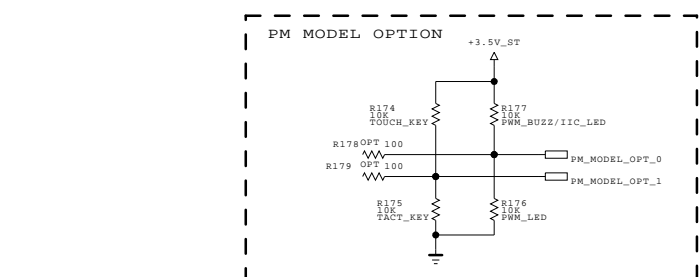 PM MODEL OPTION
+3.5V_ST
R174
10K
TOUCH_KEY
R177
10K
PWM_BUZZ/IIC_LED
R178 OPT 100
PM_MODEL_OPT_0
R179 OPT 100
PM_MODEL_OPT_1
R175
10K
TACT_KEY
R176
10K
PWM_LED